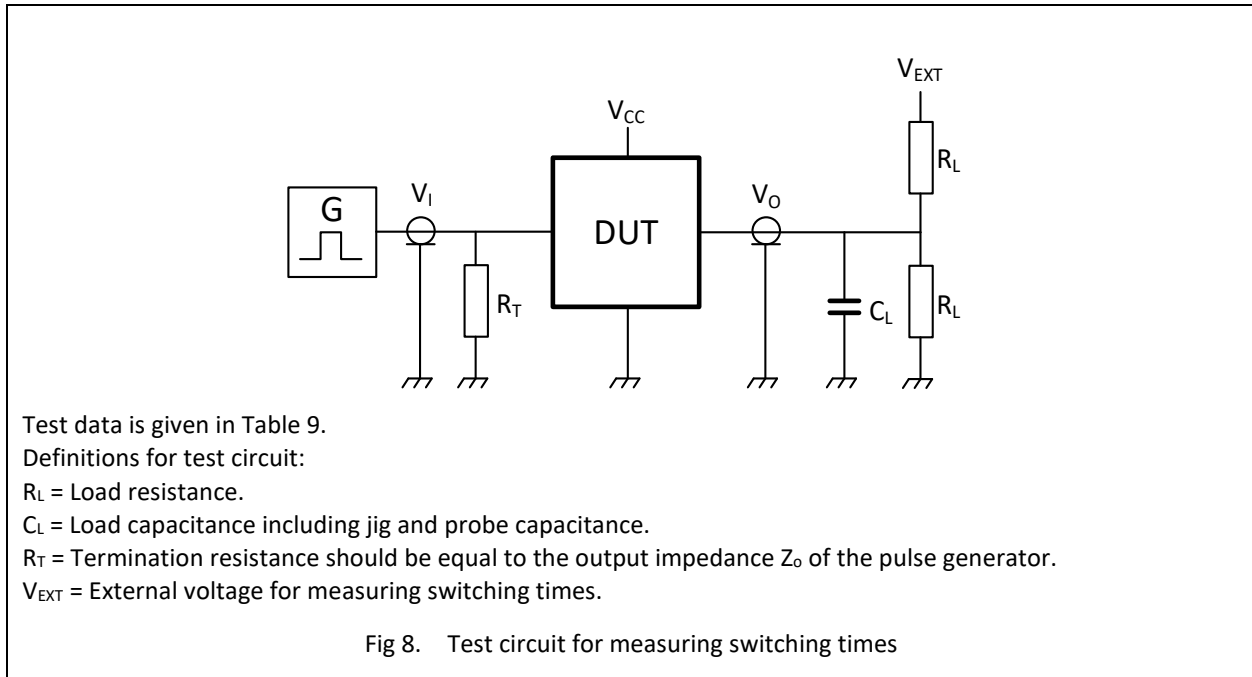 V_EXT
V_CC
R_L
V_I
V_O
G
DUT
R_T
C_L
R_L
Test data is given in Table 9.
Definitions for test circuit:
R_L = Load resistance.
C_L = Load capacitance including jig and probe capacitance.
R_T = Termination resistance should be equal to the output impedance Z_o of the pulse generator.
V_EXT = External voltage for measuring switching times.
Fig 8. Test circuit for measuring switching times